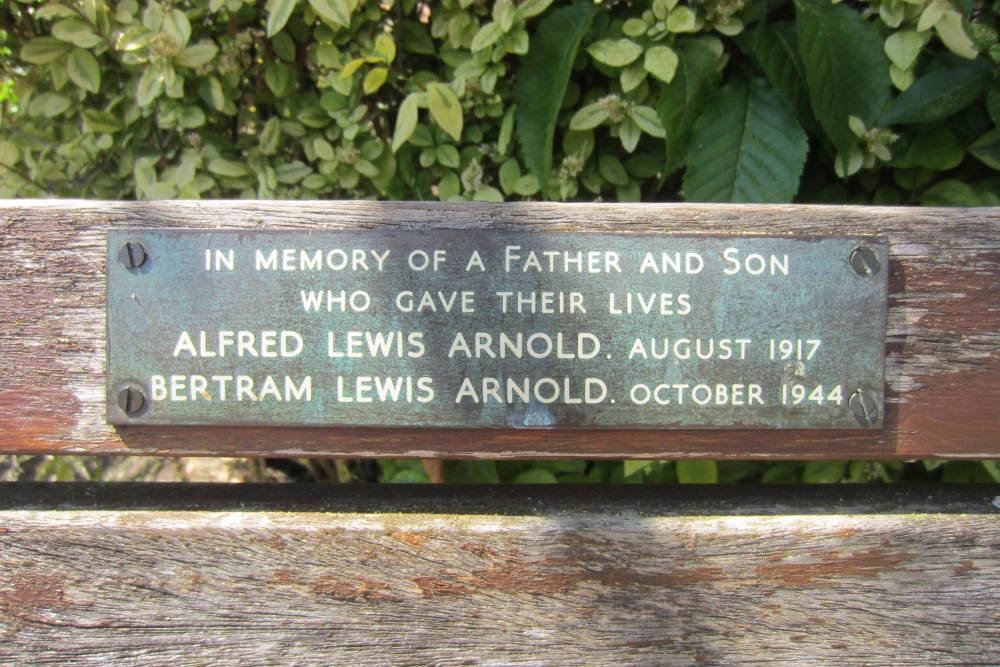 IN MEMORY OF A FATHER AND SON
WHO GAVE THEIR LIVES
ALFRED LEWIS ARNOLD. AUGUST 1917
BERTRAM LEWIS ARNOLD. OCTOBER 1944